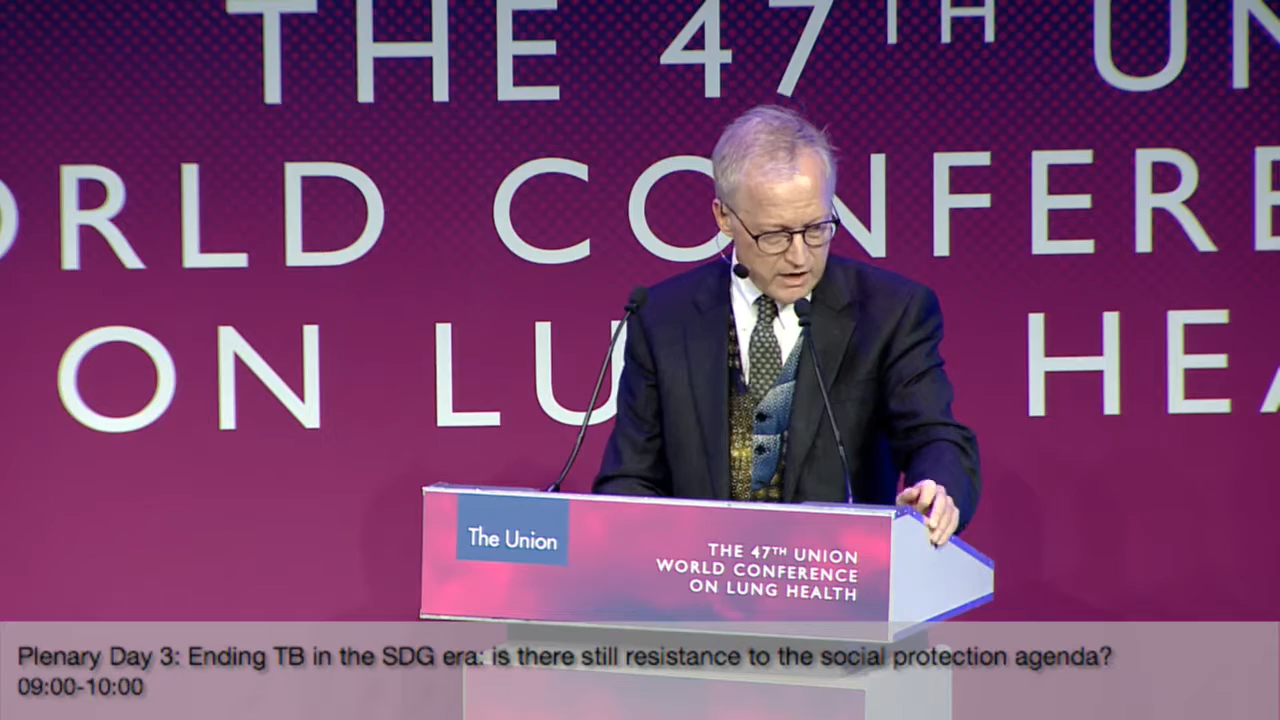 THE 47TH UN
ORLD CONFERE
ON LU HEA
The Union
THE 47TH UNION
WORLD CONFERENCE
ON LUNG HEALTH
Plenary Day 3: Ending TB in the SDG era: is there still resistance to the social protection agenda?
09:00-10:00